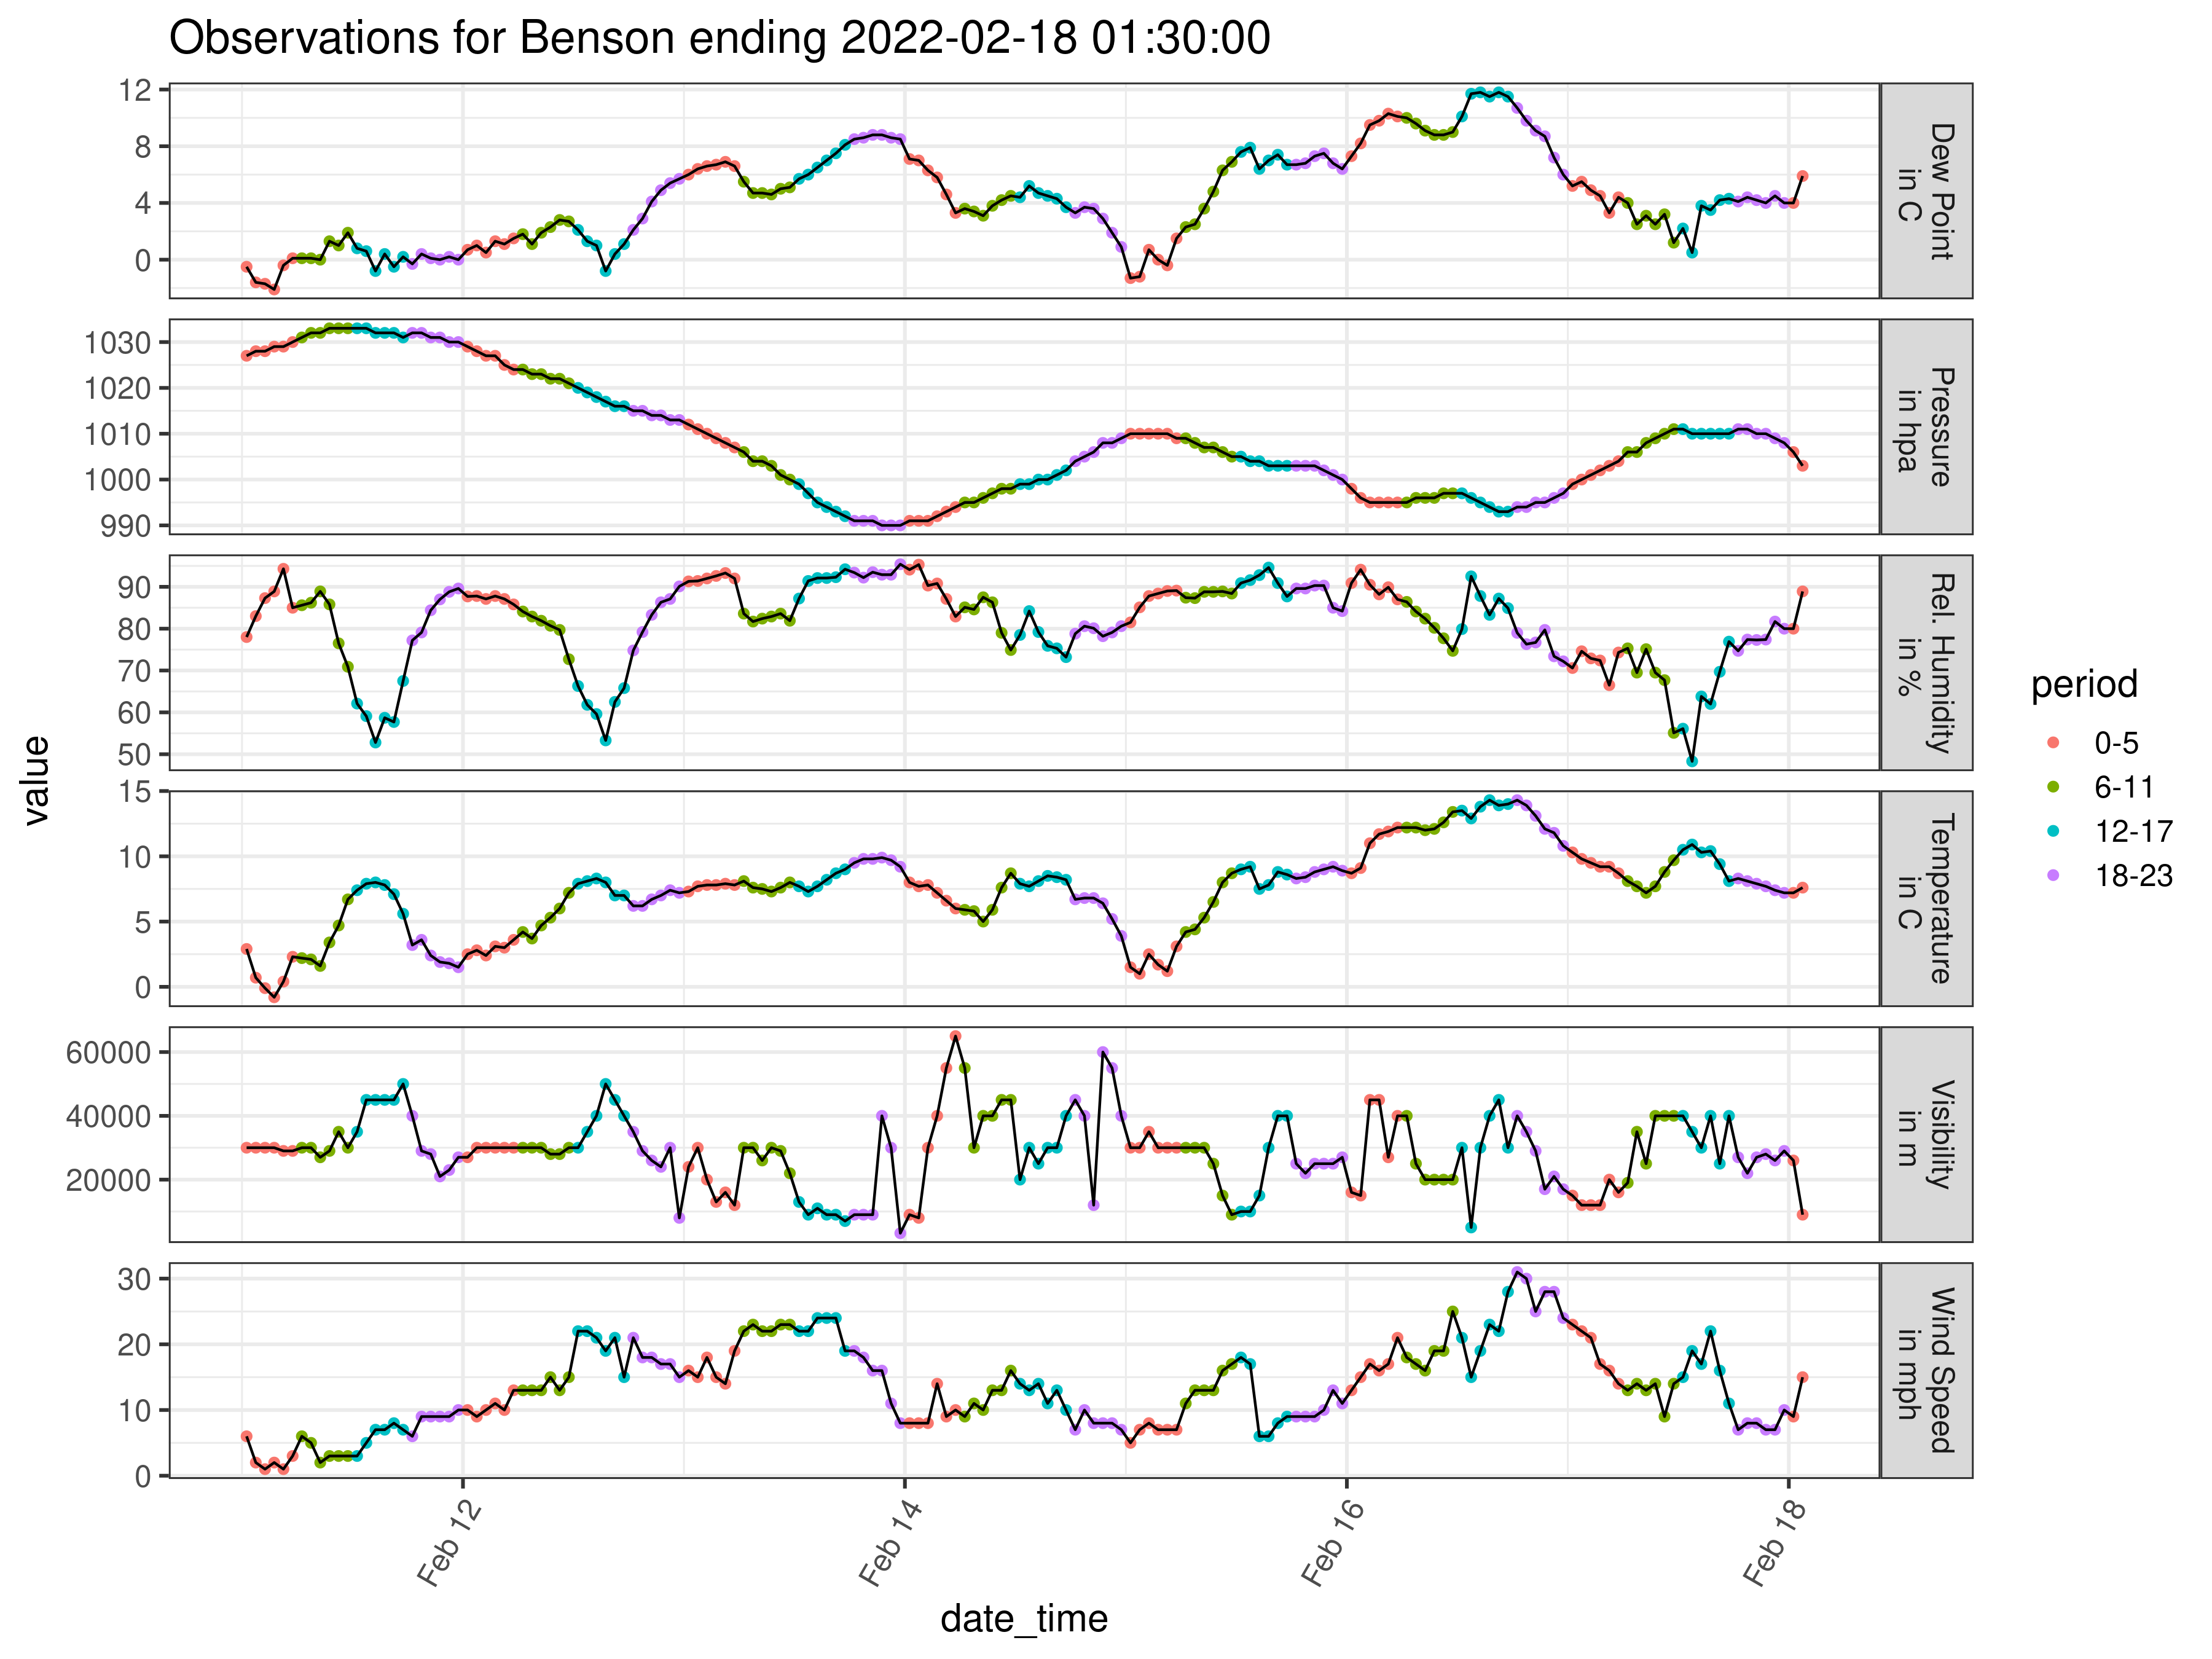 Observations for Benson ending 2022-02-18 01:30:00
value
12
8
4
0
Dew Point
in C
1030
1020
1010
1000
990
Pressure
in hpa
90
80
70
60
50
Rel. Humidity
in %
15
10
5
0
Temperature
in C
60000
40000
20000
Visibility
in m
30
20
10
0
Wind Speed
in mph
Feb 12
Feb 14
Feb 16
Feb 18
date_time
period
0-5
6-11
12-17
18-23